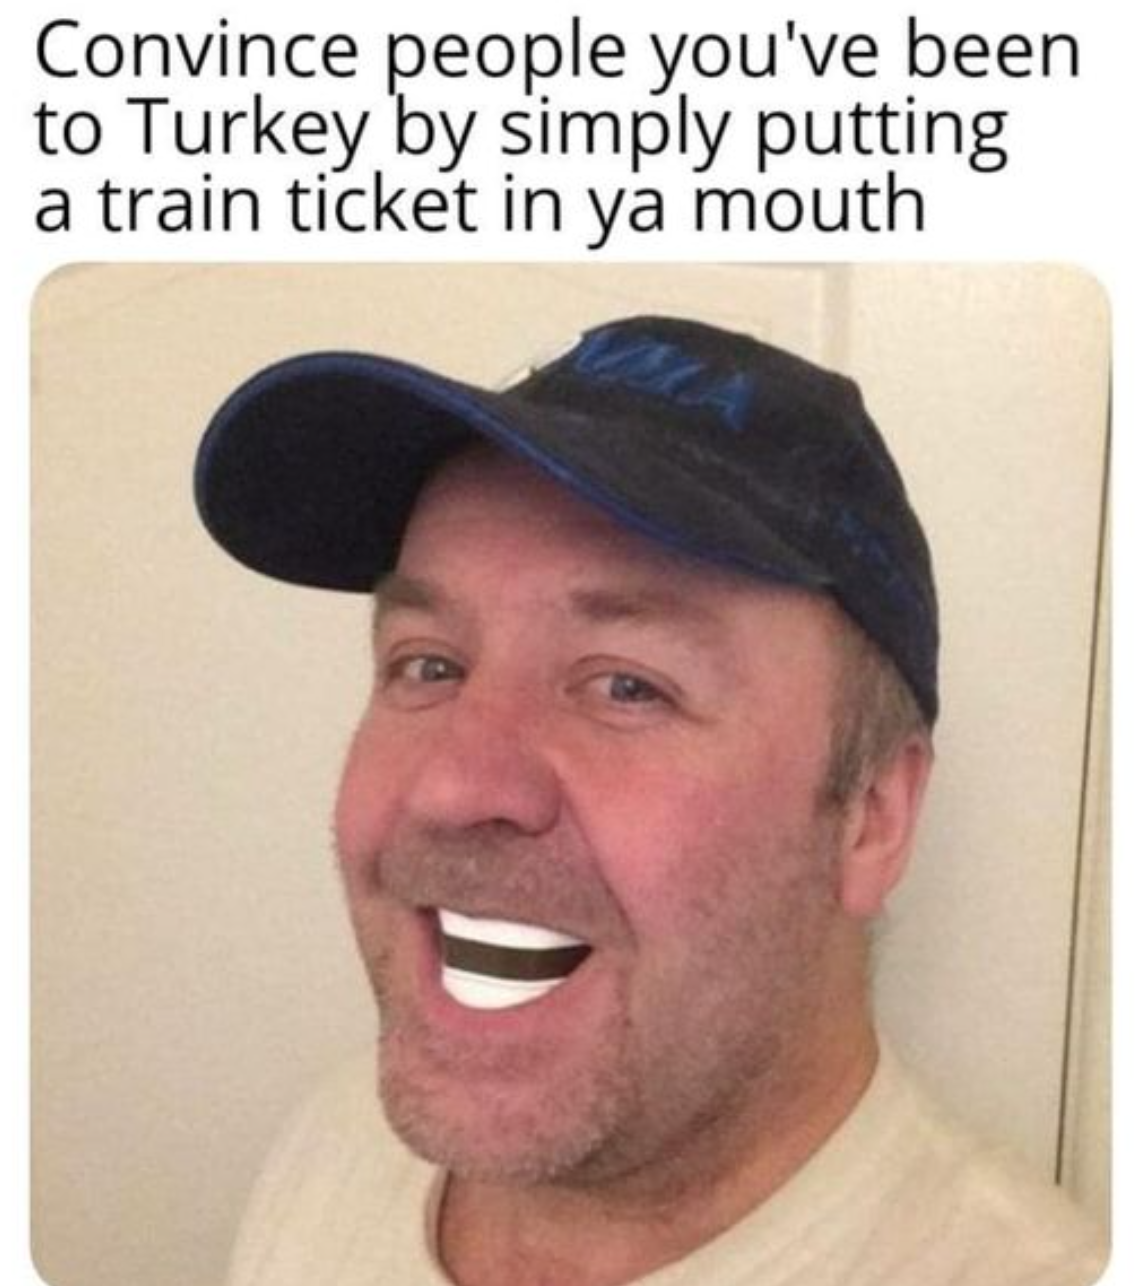 Convince people you've been
to Turkey by simply putting
a train ticket in ya mouth